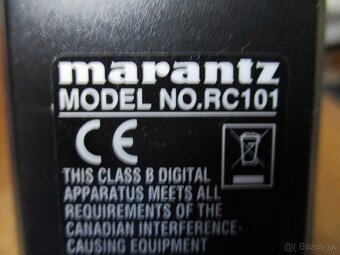 marantz
MODEL NO.RC101
CE
THIS CLASS B DIGITAL
APPARATUS MEETS ALL
REQUIREMENTS OF THE
CANADIAN INTERFERENCE-
CAUSING EQUIPMENT
Bazos.sk